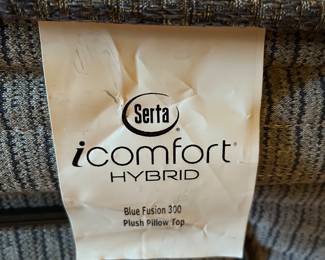 Serta®
icomfort®
HYBRID
Blue Fusion 300
Plush Pillow Top